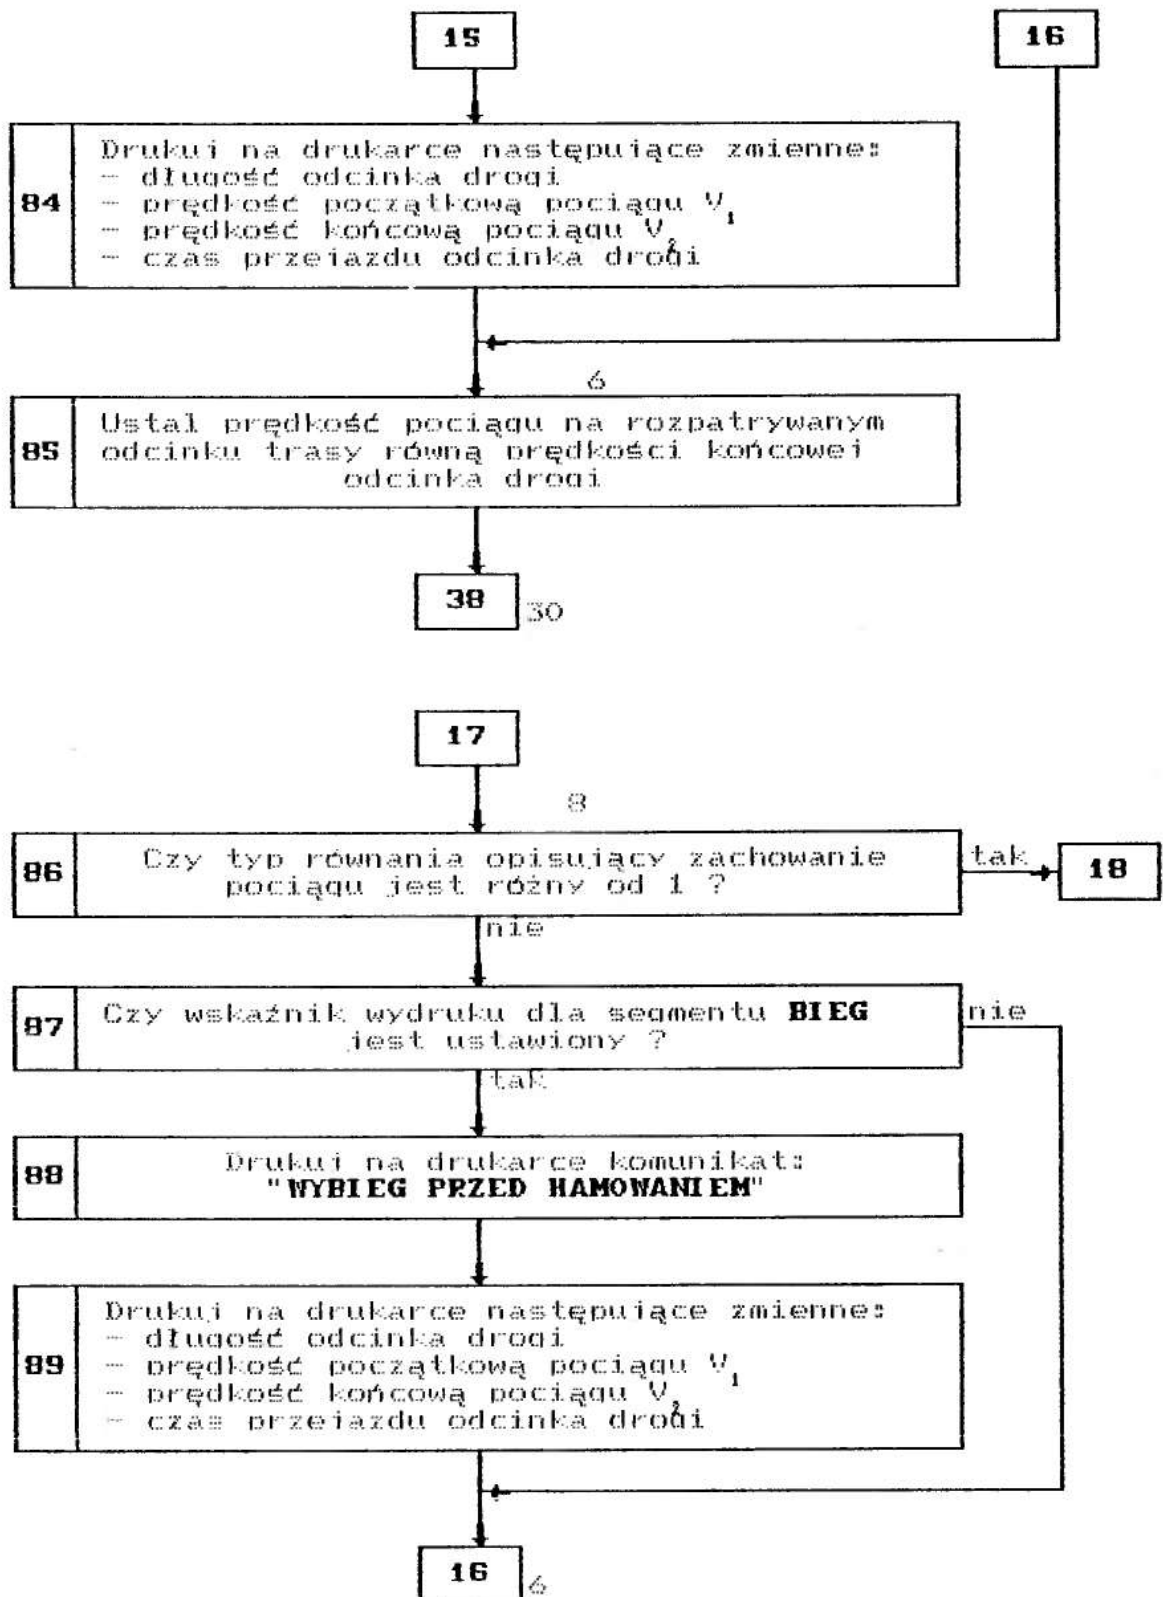 15
16
84
Drukuj na drukarce następujące zmienne:
- długość odcinka drogi
- prędkość początkową pociągu V₁
- prędkość końcową pociągu V₂
- czas przejazdu odcinka drogi
6
85
Ustal prędkość pociągu na rozpatrywanym
odcinku trasy równą prędkości końcowej
odcinka drogi
38
30
17
8
86
Czy typ równania opisujący zachowanie
pociągu jest różny od 1 ?
tak
18
nie
87
Czy wskaźnik wydruku dla segmentu BIEG
jest ustawiony ?
nie
tak
88
Drukuj na drukarce komunikat:
"WYBIEG PRZED HAMOWANIEM"
89
Drukuj na drukarce następujące zmienne:
- długość odcinka drogi
- prędkość początkową pociągu V₁
- prędkość końcową pociągu V₂
- czas przejazdu odcinka drogi
16
6